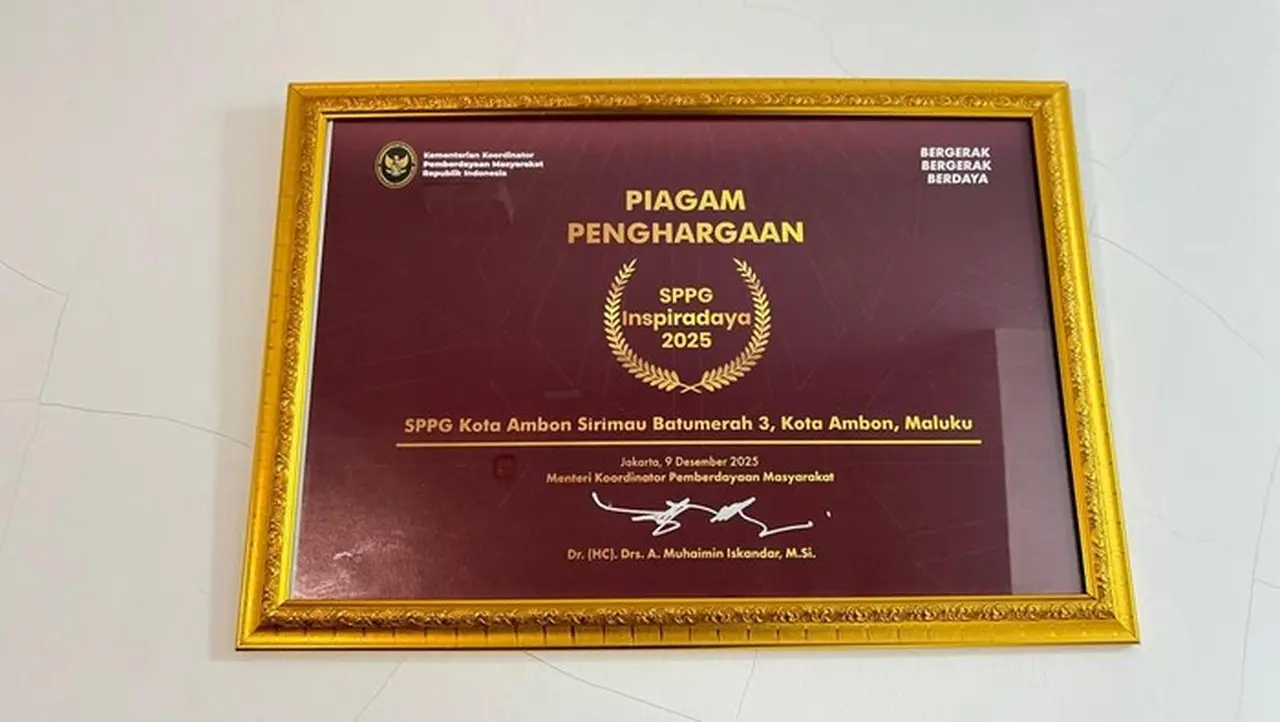 Kementerian Koordinator
Pemberdayaan Masyarakat
Republik Indonesia
BERGERAK
BERGERAK
BERDAYA
PIAGAM
PENGHARGAAN
SPPG
Inspiradaya
2025
SPPG Kota Ambon Sirimau Batumerah 3, Kota Ambon, Maluku
Jakarta, 9 Desember 2025
Menteri Koordinator Pemberdayaan Masyarakat
Dr. (HC). Drs. A. Muhaimin Iskandar, M.Si.